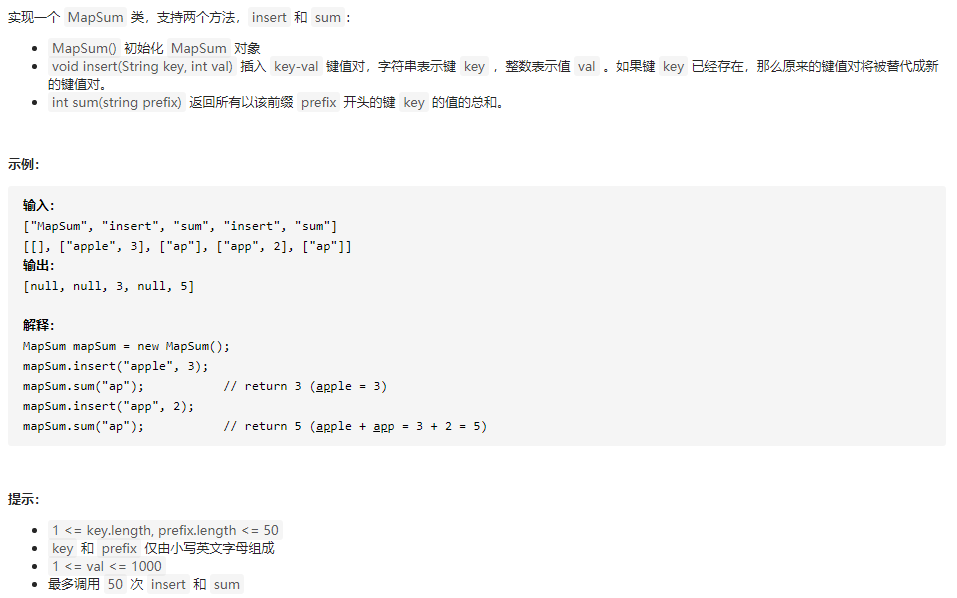 实现一个 MapSum 类，支持两个方法，insert 和 sum：
MapSum() 初始化 MapSum 对象
void insert(String key, int val) 插入 key-val 键值对，字符串表示键 key ，整数表示值 val 。如果键 key 已经存在，那么原来的键值对将被替代成新
的键值对。
int sum(string prefix) 返回所有以该前缀 prefix 开头的键 key 的值的总和。
示例：
输入：
["MapSum", "insert", "sum", "insert", "sum"]
[[], ["apple", 3], ["ap"], ["app", 2], ["ap"]]
输出：
[null, null, 3, null, 5]
解释：
MapSum mapSum = new MapSum();
mapSum.insert("apple", 3);
mapSum.sum("ap");           // return 3 (apple = 3)
mapSum.insert("app", 2);
mapSum.sum("ap");           // return 5 (apple + app = 3 + 2 = 5)
提示：
1 <= key.length, prefix.length <= 50
key 和 prefix 仅由小写英文字母组成
1 <= val <= 1000
最多调用 50 次 insert 和 sum